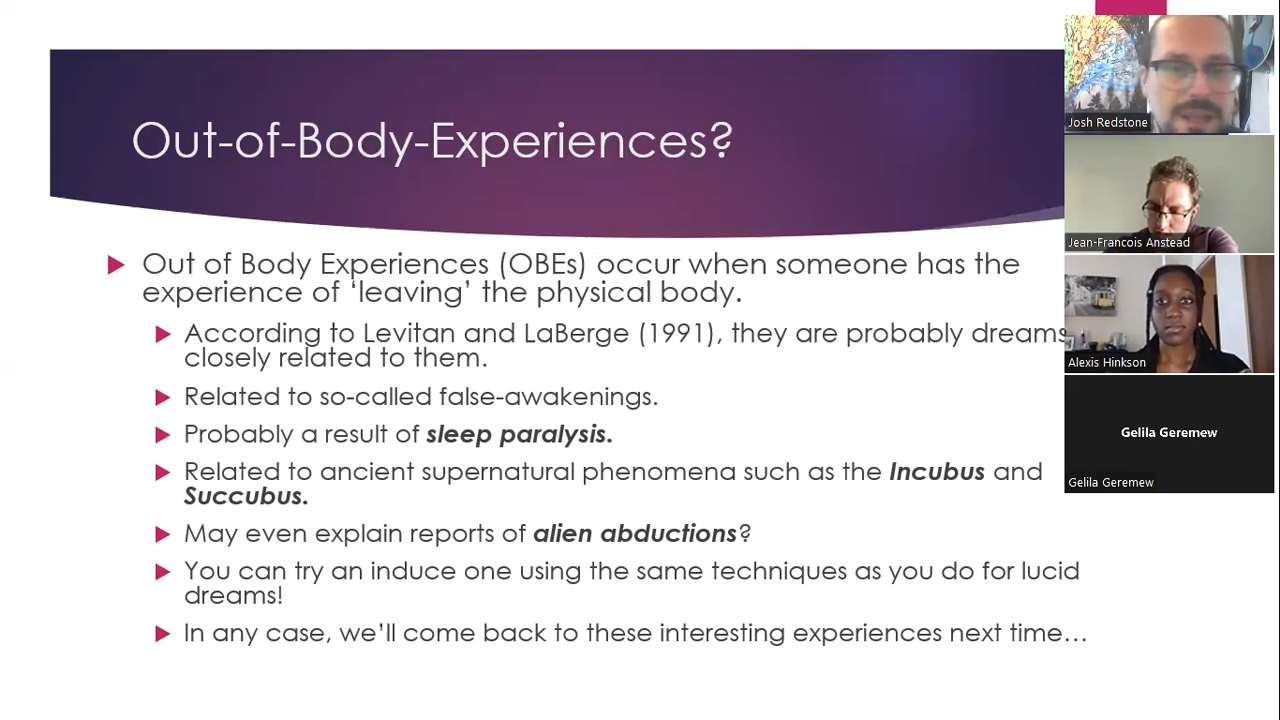 Out-of-Body-Experiences?
Out of Body Experiences (OBEs) occur when someone has the
experience of ‘leaving’ the physical body.
According to Levitan and LaBerge (1991), they are probably dreams
closely related to them.
Related to so-called false-awakenings.
Probably a result of sleep paralysis.
Related to ancient supernatural phenomena such as the Incubus and
Succubus.
May even explain reports of alien abductions?
You can try an induce one using the same techniques as you do for lucid
dreams!
In any case, we’ll come back to these interesting experiences next time…
Josh Redstone
Jean-Francois Anstead
Alexis Hinkson
Gelila Geremew
Gelila Geremew